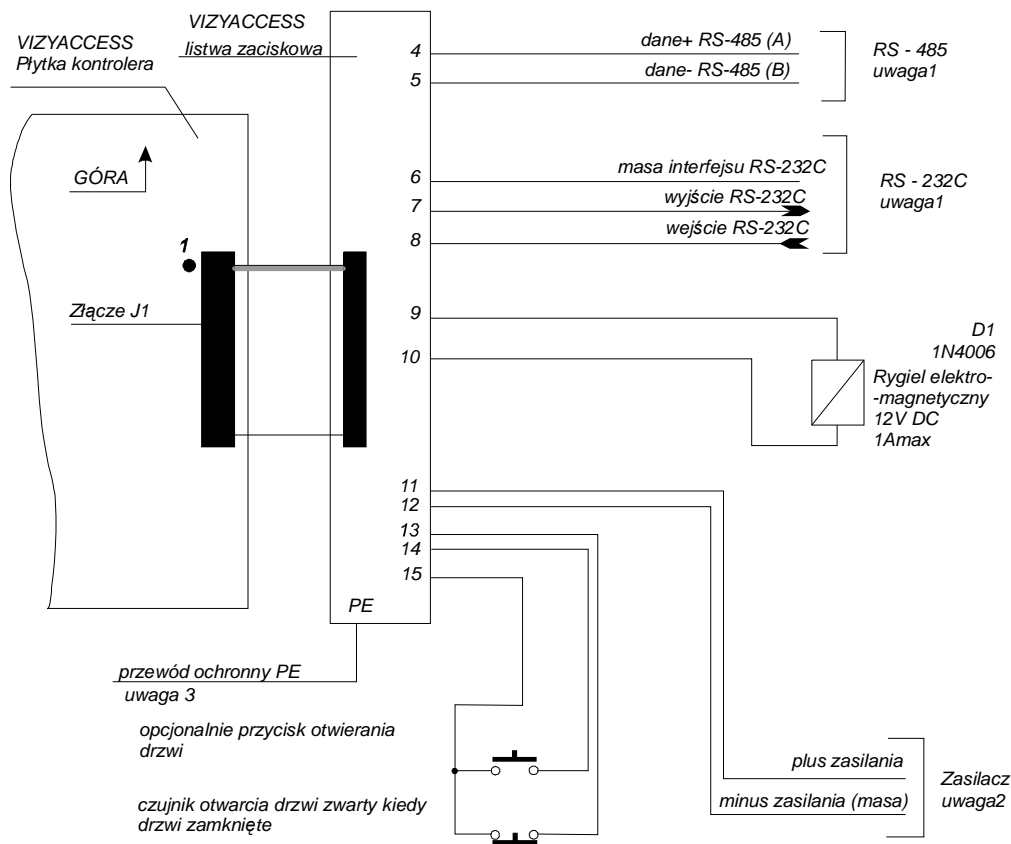 VIZYACCESS
Płytka kontrolera
VIZYACCESS
listwa zaciskowa
GÓRA
1
Złącze J1
4
dane+ RS-485 (A)
5
dane- RS-485 (B)
RS - 485
uwaga1
6
masa interfejsu RS-232C
7
wyjście RS-232C
8
wejście RS-232C
RS - 232C
uwaga1
9
10
D1
1N4006
Rygiel elektro-
-magnetyczny
12V DC
1Amax
11
12
13
14
15
PE
przewód ochronny PE
uwaga 3
opcjonalnie przycisk otwierania
drzwi
czujnik otwarcia drzwi zwarty kiedy
drzwi zamknięte
plus zasilania
minus zasilania (masa)
Zasilacz
uwaga2